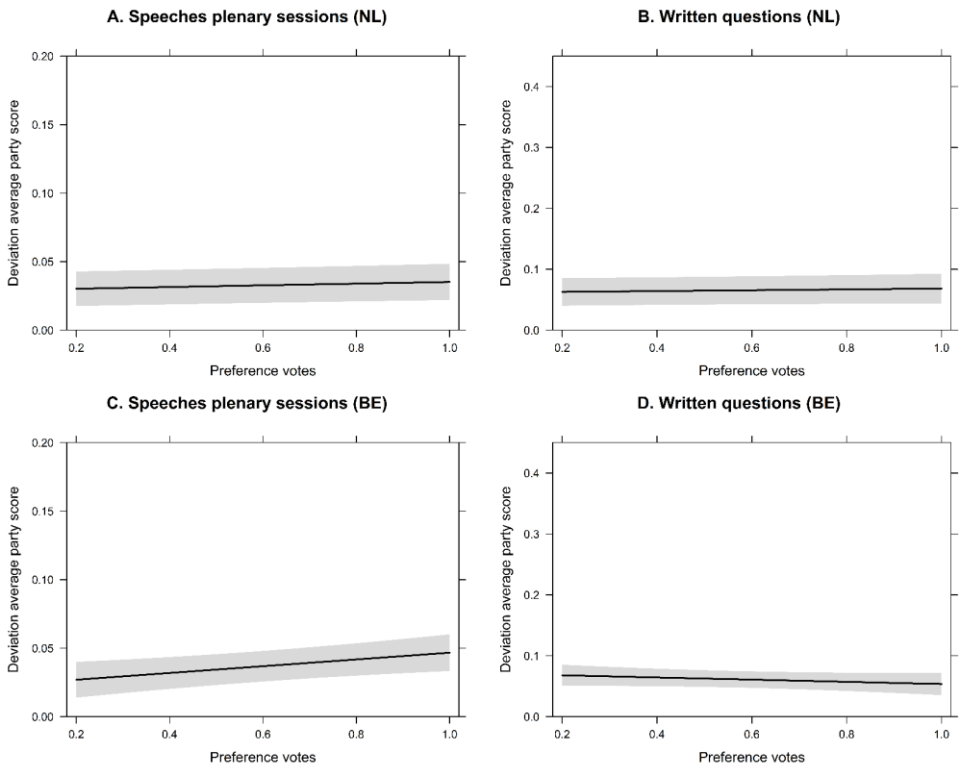 A. Speeches plenary sessions (NL)
Deviation average party score
0.20
0.15
0.10
0.05
0.00
0.2 0.4 0.6 0.8 1.0
Preference votes
B. Written questions (NL)
Deviation average party score
0.4
0.3
0.2
0.1
0.0
0.2 0.4 0.6 0.8 1.0
Preference votes
C. Speeches plenary sessions (BE)
Deviation average party score
0.20
0.15
0.10
0.05
0.00
0.2 0.4 0.6 0.8 1.0
Preference votes
D. Written questions (BE)
Deviation average party score
0.4
0.3
0.2
0.1
0.0
0.2 0.4 0.6 0.8 1.0
Preference votes